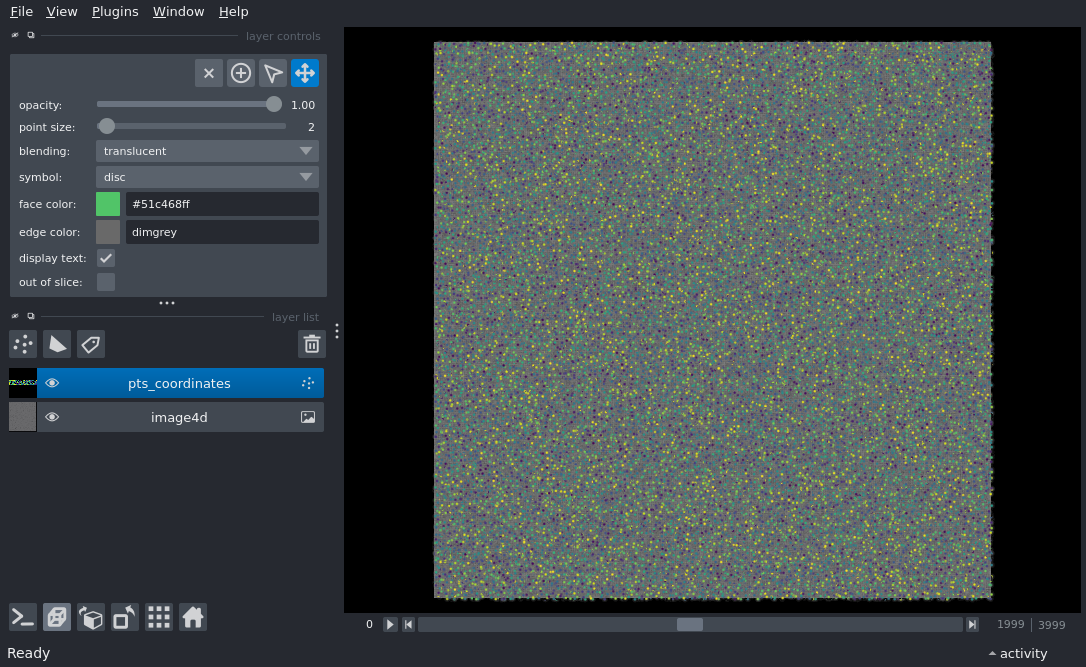 File View Plugins Window Help
layer controls
opacity: 1.00
point size: 2
blending: translucent
symbol: disc
face color: #51c468ff
edge color: dimgrey
display text:
out of slice:
layer list
pts_coordinates
image4d
0 1999 3999
Ready activity